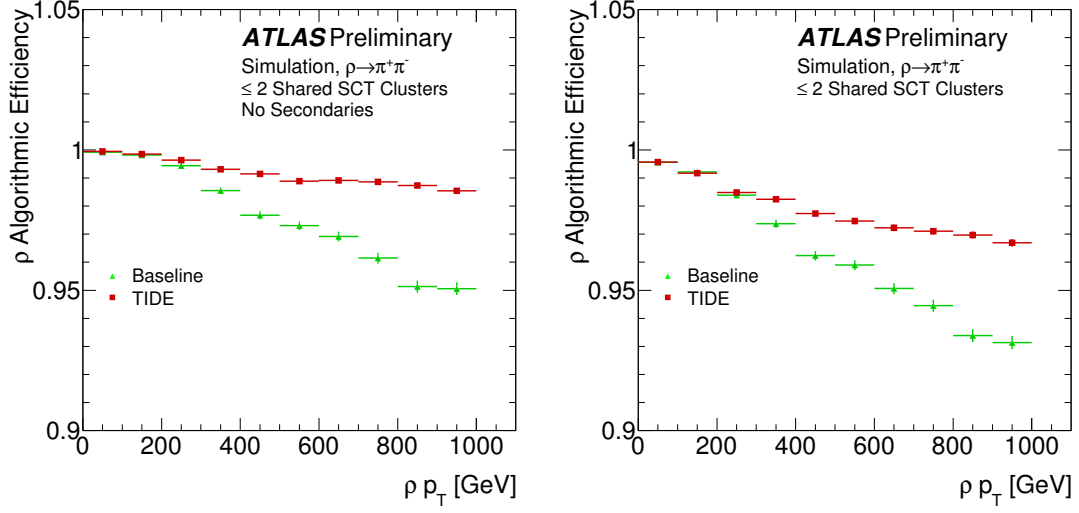 1.05
ATLAS Preliminary
Simulation, ρ→π⁺π⁻
≤ 2 Shared SCT Clusters
No Secondaries
ρ Algorithmic Efficiency
1
Baseline
TIDE
0.95
0.9
0 200 400 600 800 1000
ρ p_T [GeV]
1.05
ATLAS Preliminary
Simulation, ρ→π⁺π⁻
≤ 2 Shared SCT Clusters
ρ Algorithmic Efficiency
1
Baseline
TIDE
0.95
0.9
0 200 400 600 800 1000
ρ p_T [GeV]